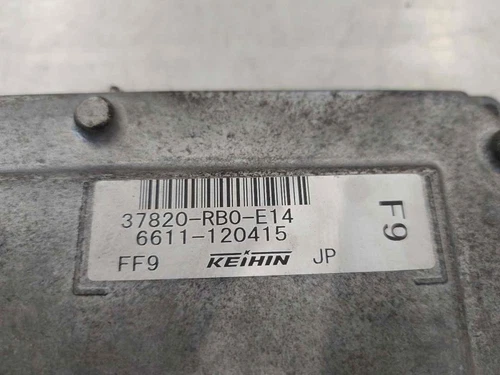 37820-RB0-E14
6611-120415
FF9 KEIHIN JP
F9